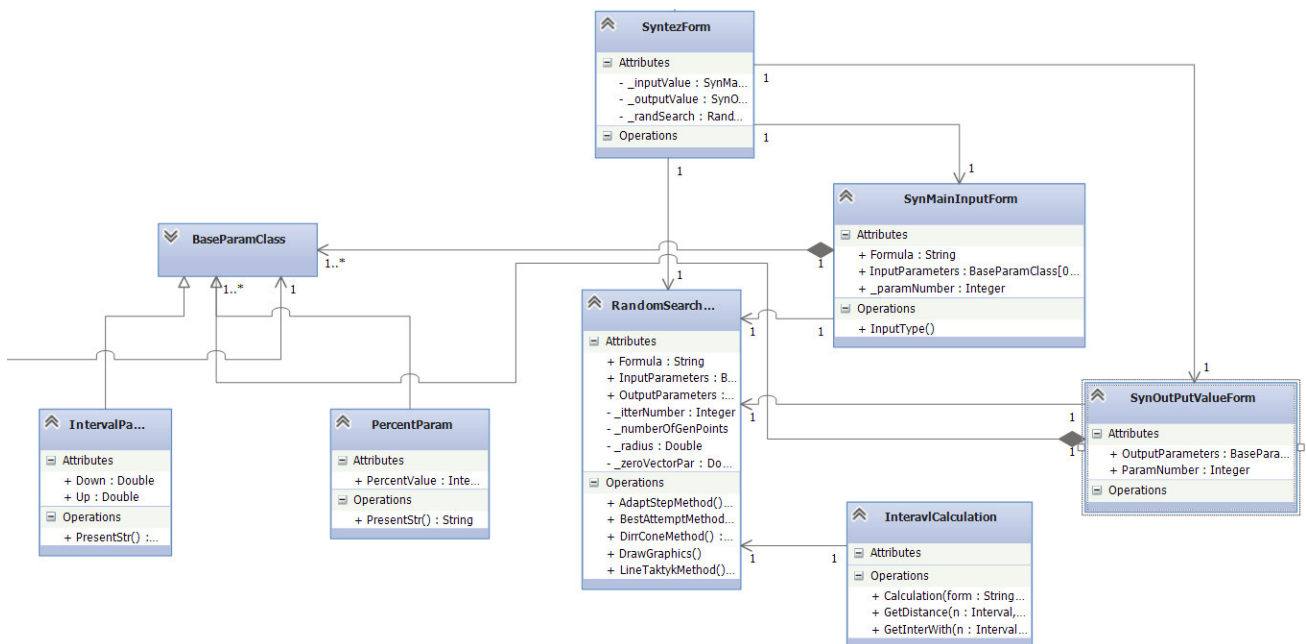 SyntezForm
Attributes
- _inputValue : SynMa...
- _outputValue : SynO...
- _randSearch : Rand...
Operations
1
1
1
1
1
1
1
SynMainInputForm
Attributes
+ Formula : String
+ InputParameters : BaseParamClass[0...
+ _paramNumber : Integer
Operations
+ InputType()
BaseParamClass
1..*
1..*
1
1
1
RandomSearch...
Attributes
+ Formula : String
+ InputParameters : B...
+ OutputParameters :...
- _itterNumber : Integer
- _numberOfGenPoints
- _radius : Double
- _zeroVectorPar : Do...
Operations
+ AdaptStepMethod()...
+ BestAttemptMethod...
+ DirrConeMethod() :...
+ DrawGraphics()
+ LineTaktykMethod()...
1
1
1
SynOutPutValueForm
Attributes
+ OutputParameters : BasePara...
+ ParamNumber : Integer
Operations
IntervalPa...
Attributes
+ Down : Double
+ Up : Double
Operations
+ PresentStr() :...
PercentParam
Attributes
+ PercentValue : Inte...
Operations
+ PresentStr() : String
1
1
InteravlCalculation
Attributes
Operations
+ Calculation(form : String...
+ GetDistance(n : Interval,...
+ GetInterWith(n : Interval...